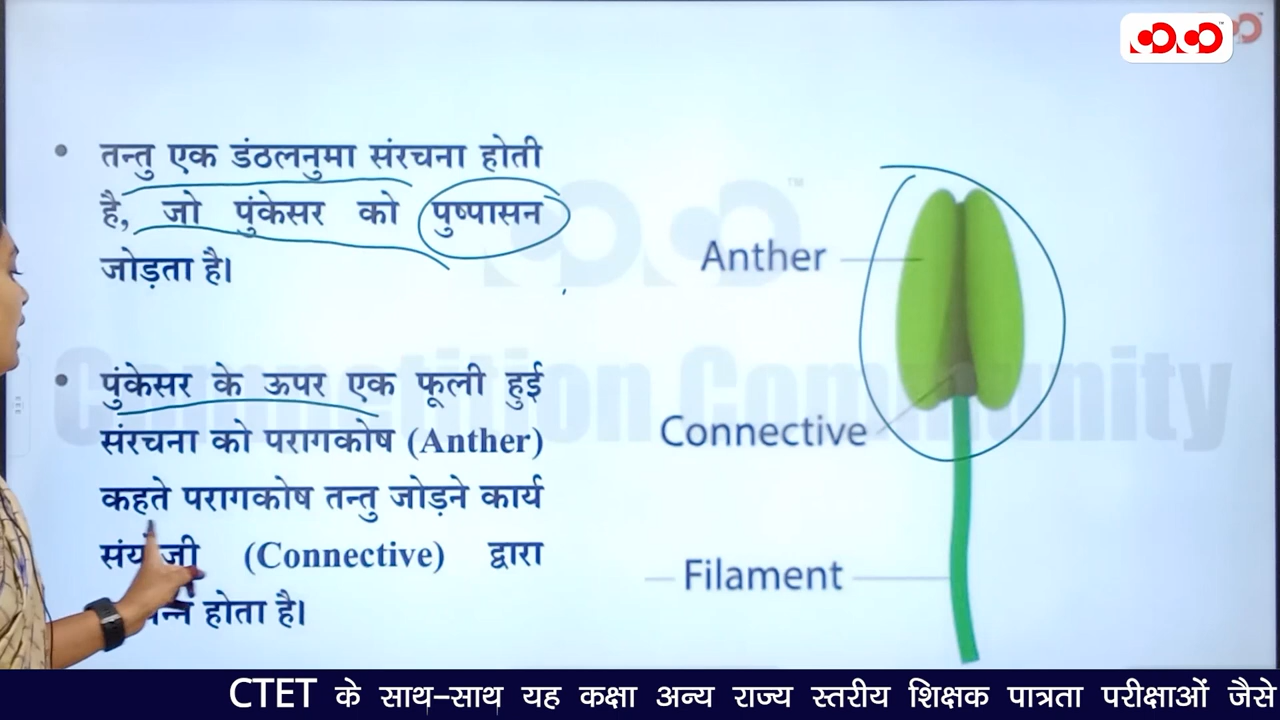 तन्तु एक डंठलनुमा संरचना होती
है, जो पुंकेसर को पुष्पासन
जोड़ता है।
पुंकेसर के ऊपर एक फूली हुई
संरचना को परागकोष (Anther)
कहते परागकोष तन्तु जोड़ने कार्य
(Connective) द्वारा
होता है।
Anther
Connective
Filament
Competition Community
CTET के साथ-साथ यह कक्षा अन्य राज्य स्तरीय शिक्षक पात्रता परीक्षाओं जैसे